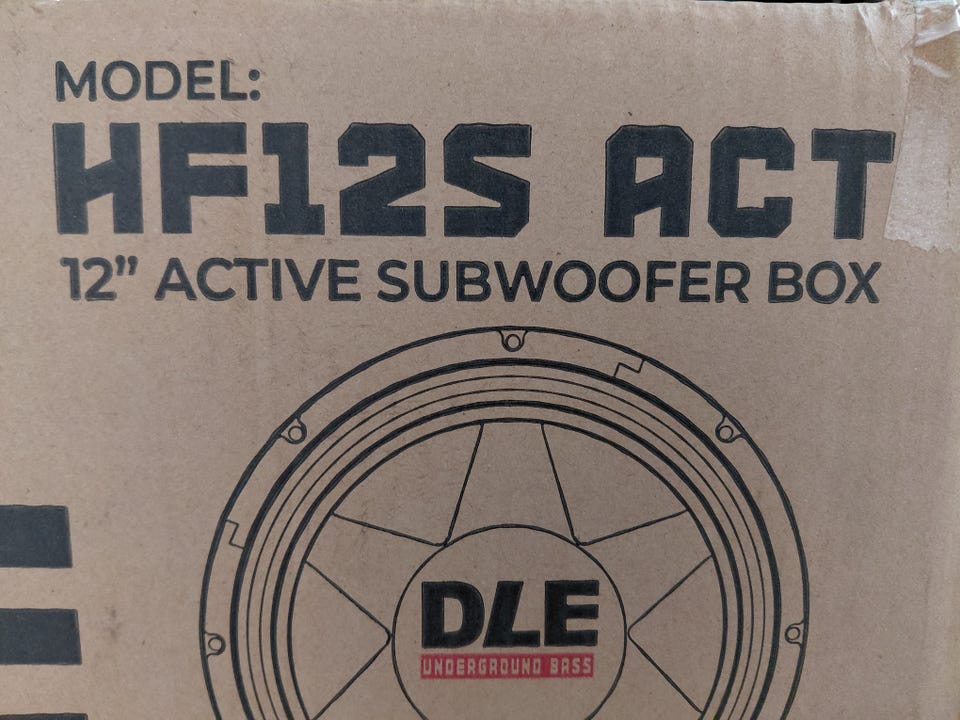 MODEL:
HF12S ACT
12” ACTIVE SUBWOOFER BOX
DLE
UNDERGROUND BASS